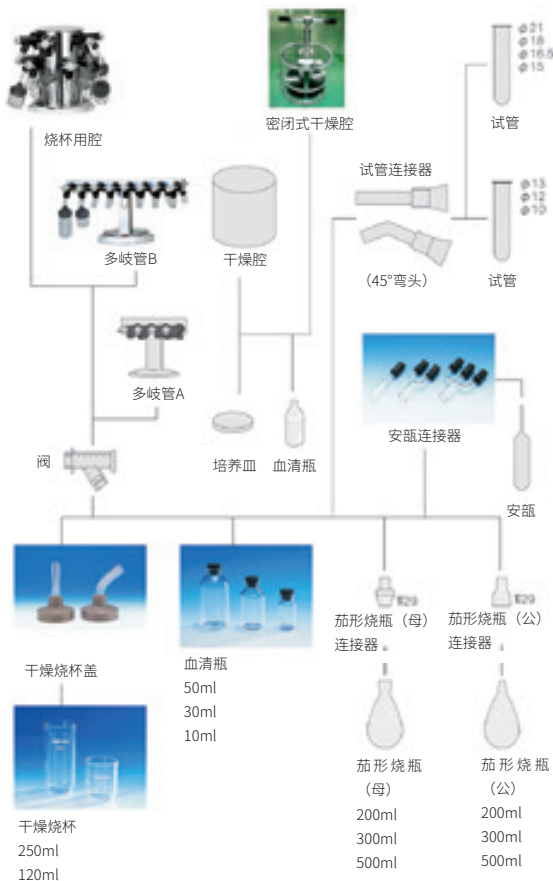 ϕ21
ϕ18
ϕ16.5
ϕ15
试管
烧杯用腔
密闭式干燥腔
试管连接器
ϕ13
ϕ12
ϕ10
试管
(45°弯头)
多岐管B
干燥腔
多岐管A
培养皿
血清瓶
安瓿连接器
安瓿
阀
干燥烧杯盖
血清瓶
50ml
30ml
10ml
茄形烧瓶（母）
连接器
茄形烧瓶（公）
连接器
干燥烧杯
250ml
120ml
茄形烧瓶
（母）
200ml
300ml
500ml
茄形烧瓶
（公）
200ml
300ml
500ml